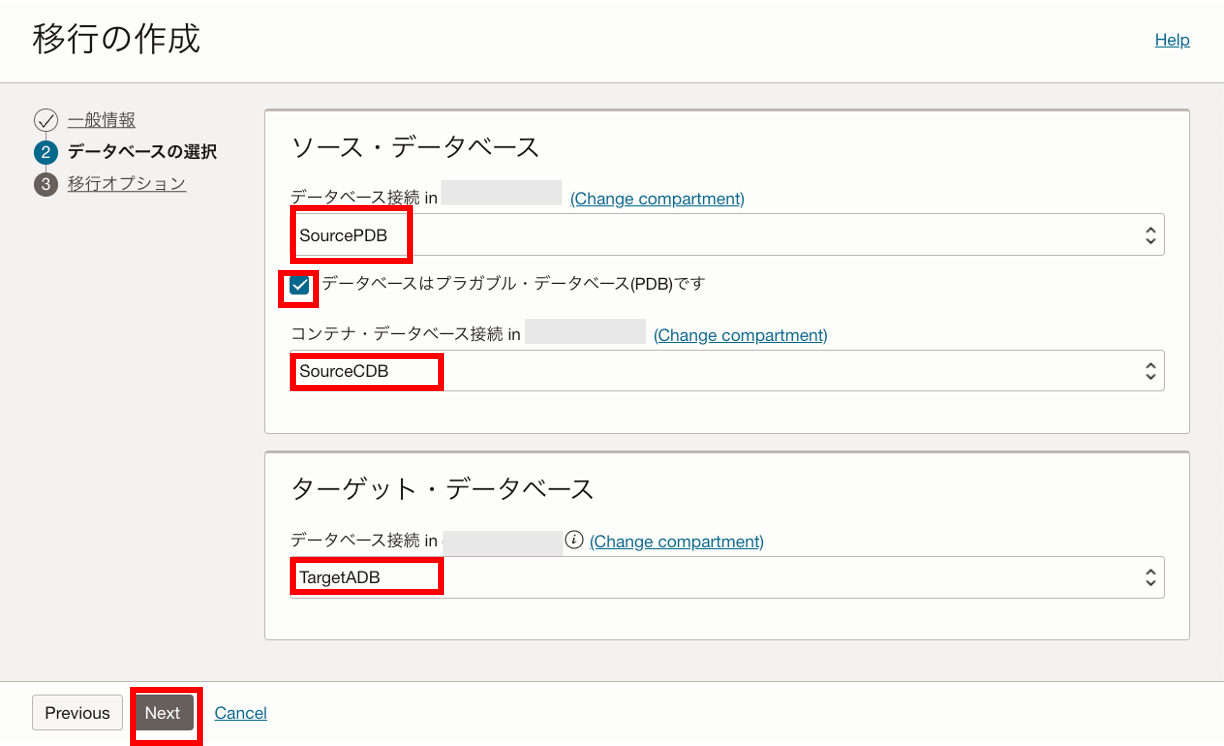 移行の作成
Help
一般情報
2 データベースの選択
3 移行オプション
ソース・データベース
データベース接続 in (Change compartment)
SourcePDB
データベースはプラガブル・データベース(PDB)です
コンテナ・データベース接続 in (Change compartment)
SourceCDB
ターゲット・データベース
データベース接続 in i (Change compartment)
TargetADB
Previous Next Cancel